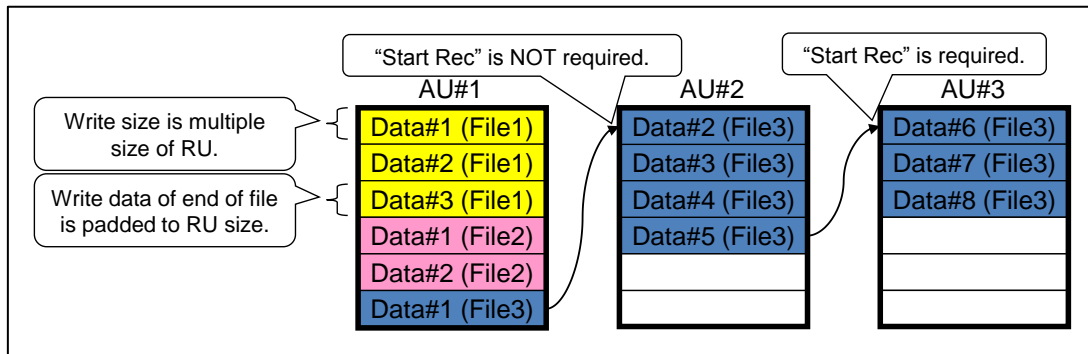 “Start Rec” is NOT required.
“Start Rec” is required.
AU#1
AU#2
AU#3
Write size is multiple
size of RU.
Write data of end of file
is padded to RU size.
Data#1 (File1)
Data#2 (File1)
Data#3 (File1)
Data#1 (File2)
Data#2 (File2)
Data#1 (File3)
Data#2 (File3)
Data#3 (File3)
Data#4 (File3)
Data#5 (File3)
Data#6 (File3)
Data#7 (File3)
Data#8 (File3)